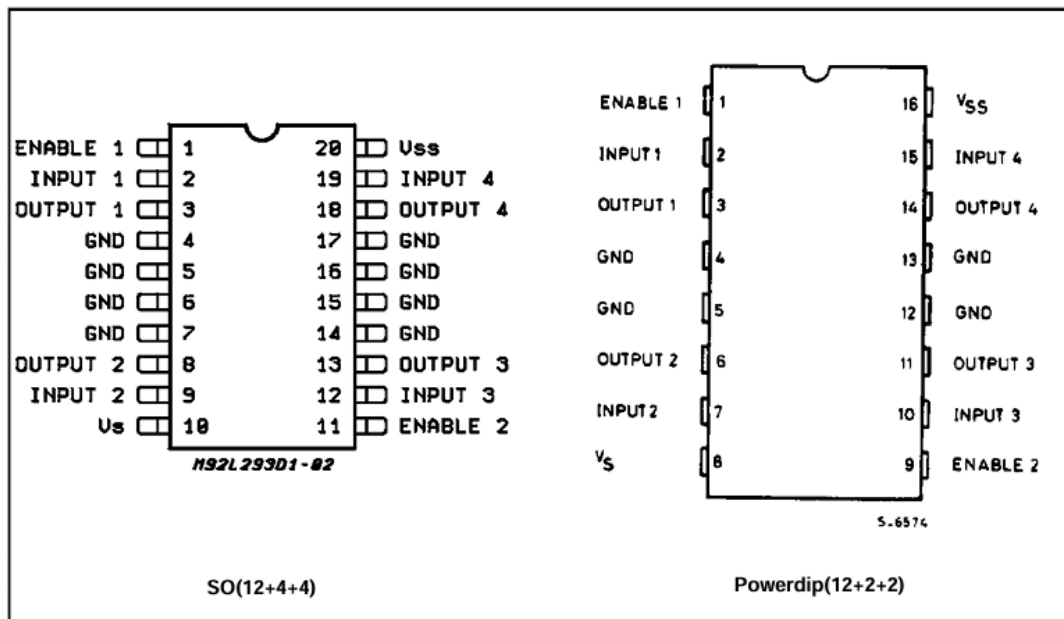 ENABLE 1 1 20 Vss
INPUT 1 2 19 INPUT 4
OUTPUT 1 3 18 OUTPUT 4
GND 4 17 GND
GND 5 16 GND
GND 6 15 GND
GND 7 14 GND
OUTPUT 2 8 13 OUTPUT 3
INPUT 2 9 12 INPUT 3
Vs 10 11 ENABLE 2
M92L293D1-02
SO(12+4+4)
ENABLE 1 1 16 VSS
INPUT 1 2 15 INPUT 4
OUTPUT 1 3 14 OUTPUT 4
GND 4 13 GND
GND 5 12 GND
OUTPUT 2 6 11 OUTPUT 3
INPUT 2 7 10 INPUT 3
VS 8 9 ENABLE 2
S-6574
Powerdip(12+2+2)